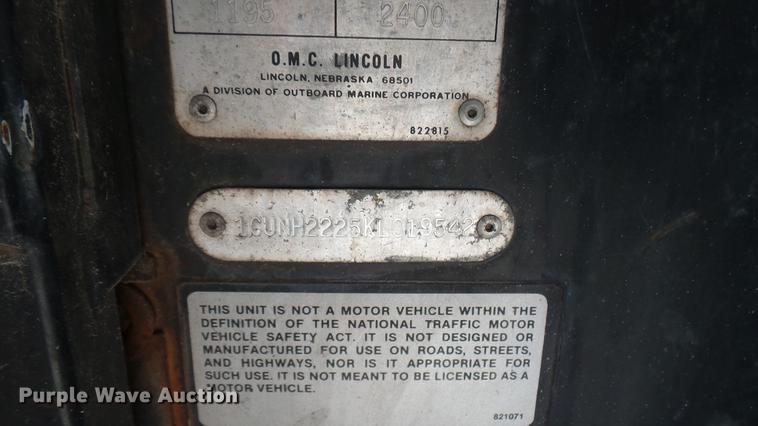 1195 2400
O.M.C. LINCOLN
LINCOLN, NEBRASKA 68501
A DIVISION OF OUTBOARD MARINE CORPORATION
822815
1GUNH2225KL019542
THIS UNIT IS NOT A MOTOR VEHICLE WITHIN THE
DEFINITION OF THE NATIONAL TRAFFIC MOTOR
VEHICLE SAFETY ACT. IT IS NOT DESIGNED OR
MANUFACTURED FOR USE ON ROADS, STREETS,
AND HIGHWAYS, NOR IS IT APPROPRIATE FOR
SUCH USE. IT IS NOT MEANT TO BE LICENSED AS A
MOTOR VEHICLE.
821071
Purple Wave Auction